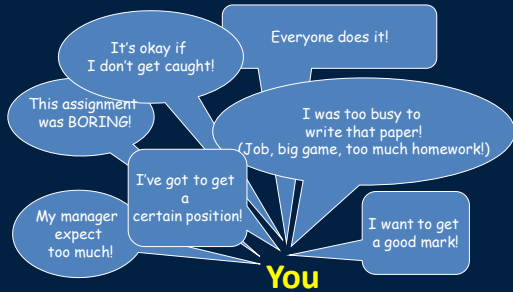 It's okay if
I don't get caught!
Everyone does it!
This assignment
was BORING!
I was too busy to
write that paper!
(Job, big game, too much homework!)
I've got to get
a
certain position!
My manager
expect
too much!
I want to get
a good mark!
You